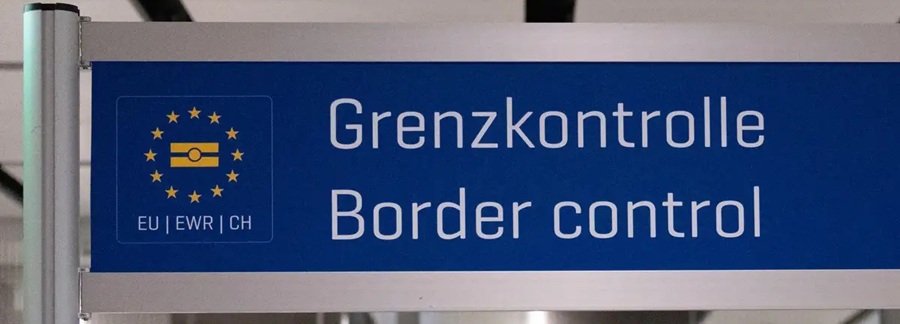 EU | EWR | CH
Grenzkontrolle
Border control